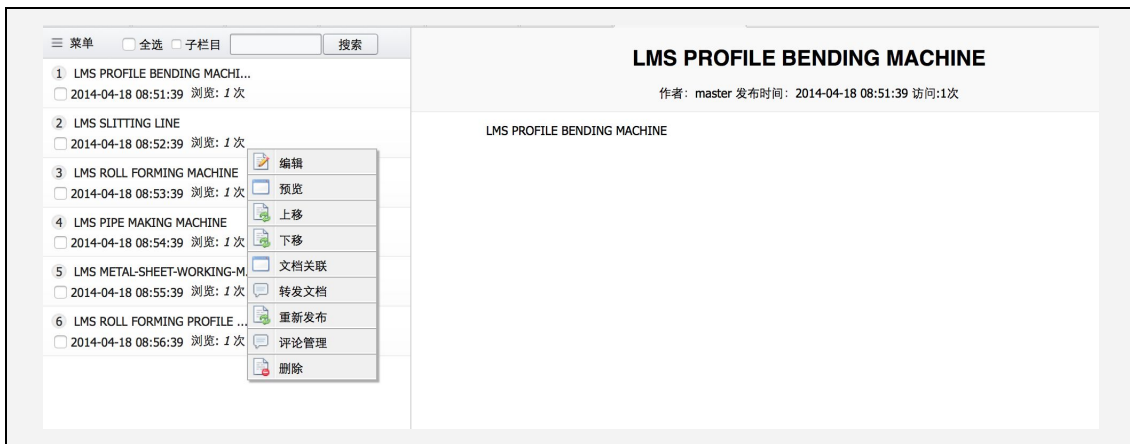 ☰ 菜单 全选 子栏目 搜索
1 LMS PROFILE BENDING MACHI...
2014-04-18 08:51:39 浏览: 1 次
2 LMS SLITTING LINE
2014-04-18 08:52:39 浏览: 1 次
3 LMS ROLL FORMING MACHINE
2014-04-18 08:53:39 浏览: 1 次
4 LMS PIPE MAKING MACHINE
2014-04-18 08:54:39 浏览: 1 次
5 LMS METAL-SHEET-WORKING-M
2014-04-18 08:55:39 浏览: 1 次
6 LMS ROLL FORMING PROFILE ...
2014-04-18 08:56:39 浏览: 1 次
编辑
预览
上移
下移
文档关联
转发文档
重新发布
评论管理
删除
LMS PROFILE BENDING MACHINE
作者: master 发布时间: 2014-04-18 08:51:39 访问:1次
LMS PROFILE BENDING MACHINE